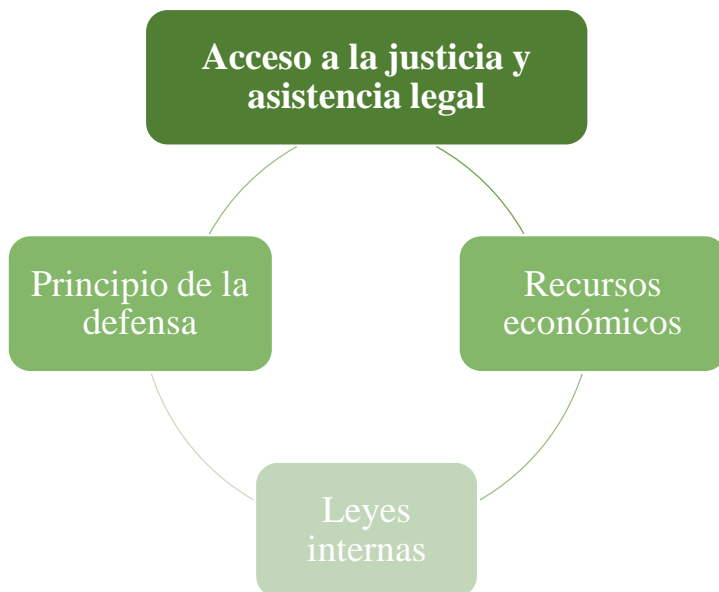 Acceso a la justicia y
asistencia legal
Principio de la
defensa
Recursos
económicos
Leyes
internas